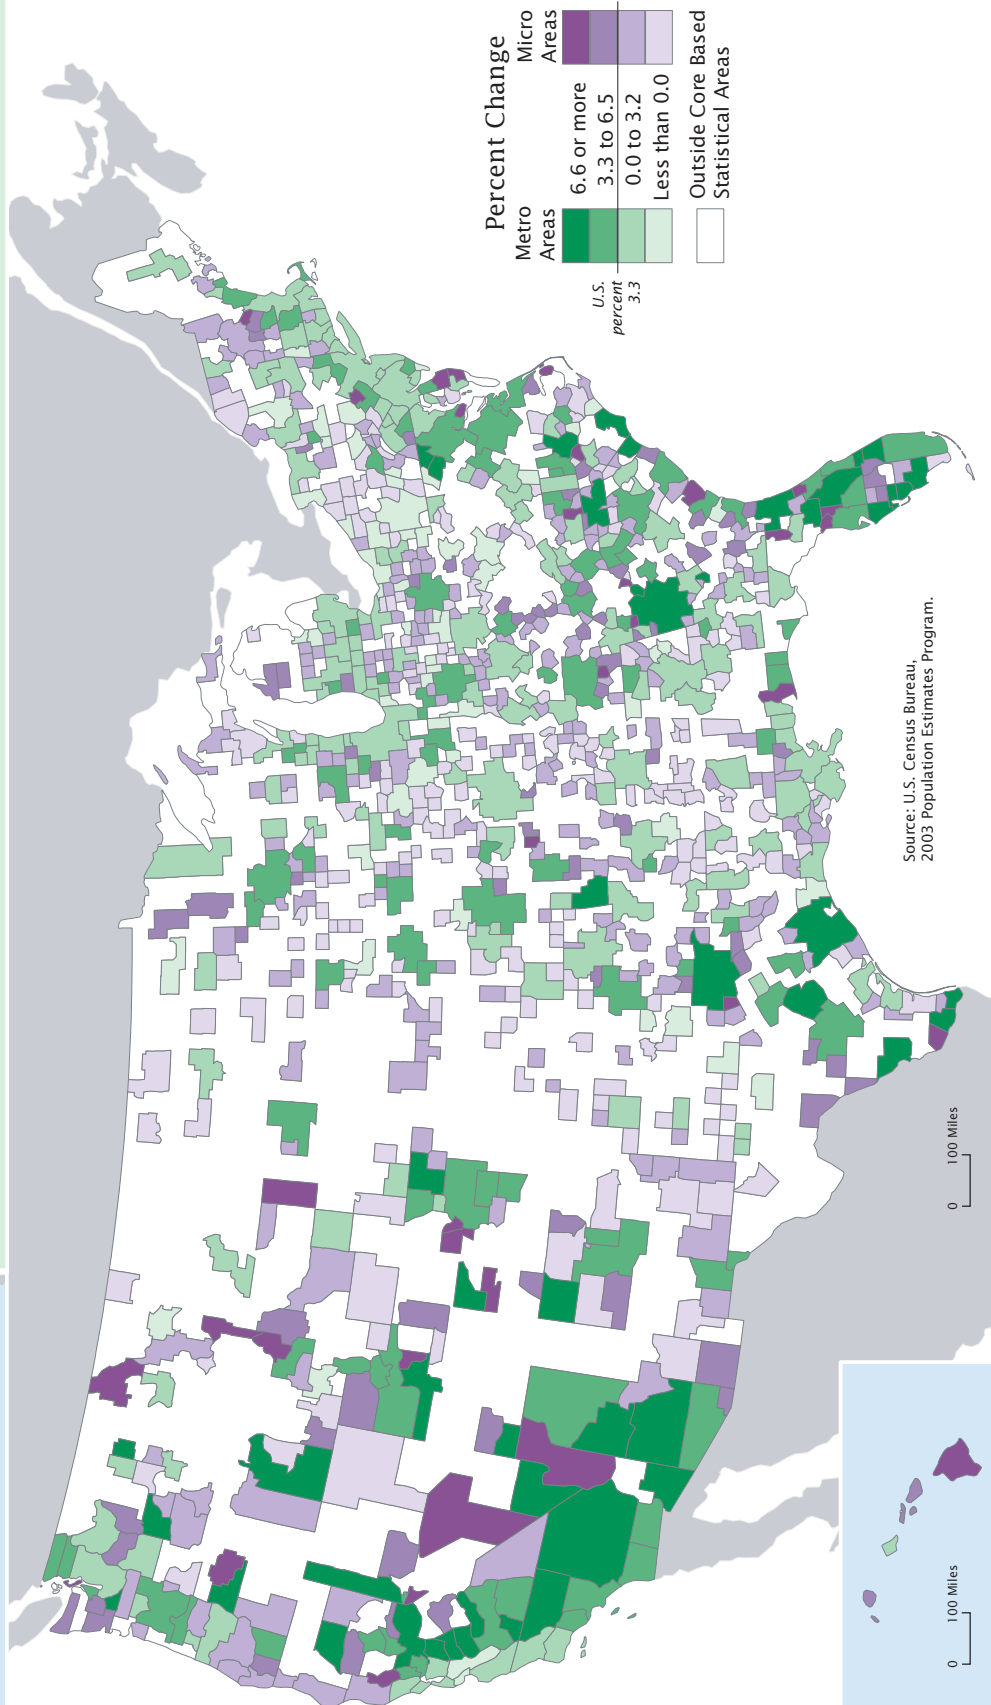 Percent Change
Metro
Areas
Micro
Areas
6.6 or more
3.3 to 6.5
0.0 to 3.2
Less than 0.0
U.S.
percent
3.3
Outside Core Based
Statistical Areas
Source: U.S. Census Bureau,
2003 Population Estimates Program.
0 100 Miles
0 100 Miles